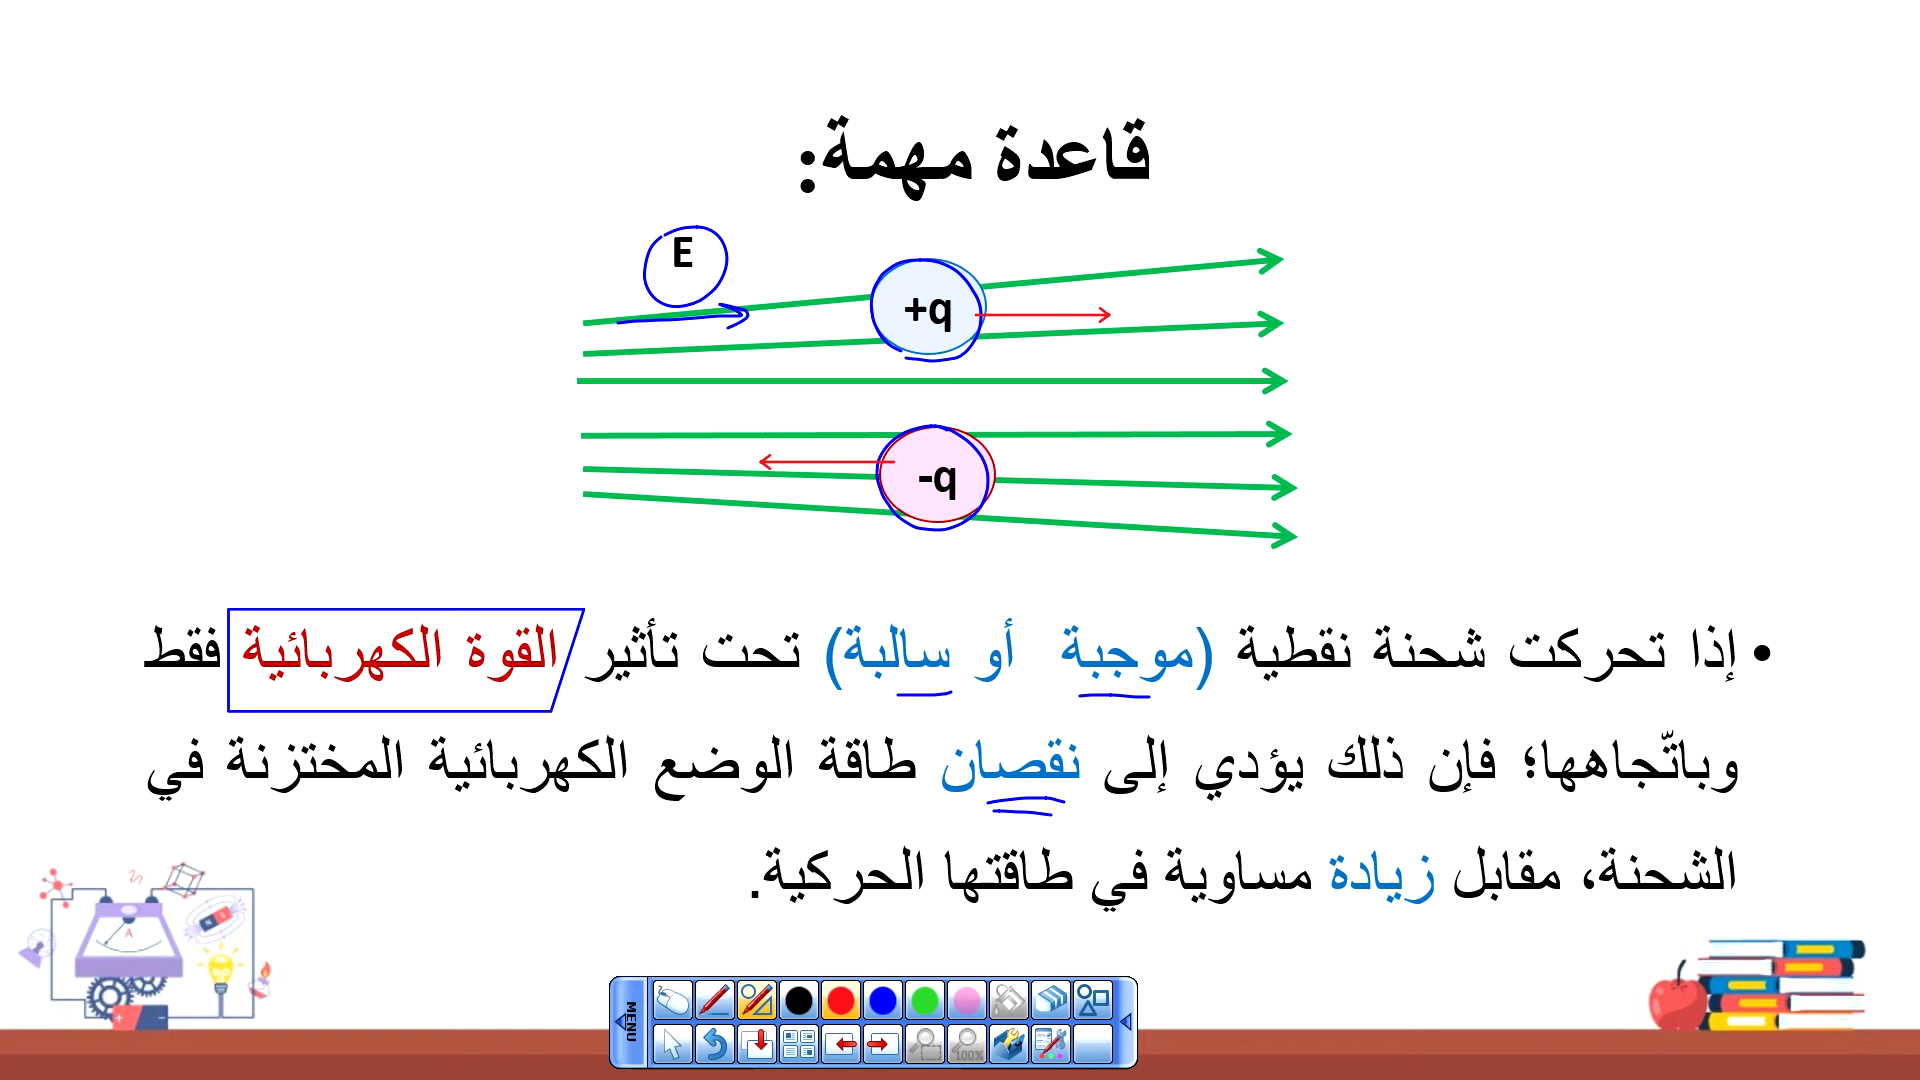 قاعدة مهمة:
E
+q
-q
• إذا تحركت شحنة نقطية (موجبة أو سالبة) تحت تأثير القوة الكهربائية فقط
وباتّجاهها؛ فإن ذلك يؤدي إلى نقصان طاقة الوضع الكهربائية المختزنة في
الشحنة، مقابل زيادة مساوية في طاقتها الحركية.
A
MENU
100%